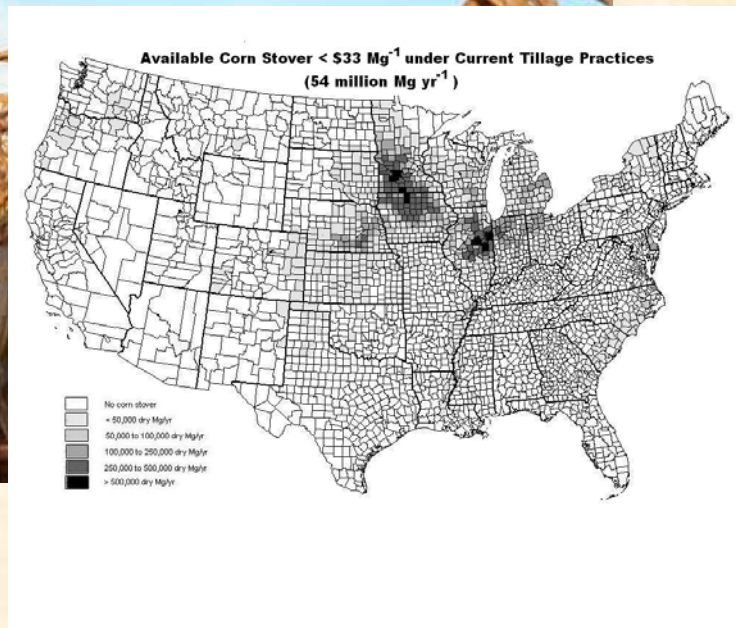 Available Corn Stover < $33 Mg-1 under Current Tillage Practices
(54 million Mg yr-1 )
No corn stover
< 50,000 dry Mg/yr
50,000 to 100,000 dry Mg/yr
100,000 to 250,000 dry Mg/yr
250,000 to 500,000 dry Mg/yr
> 500,000 dry Mg/yr